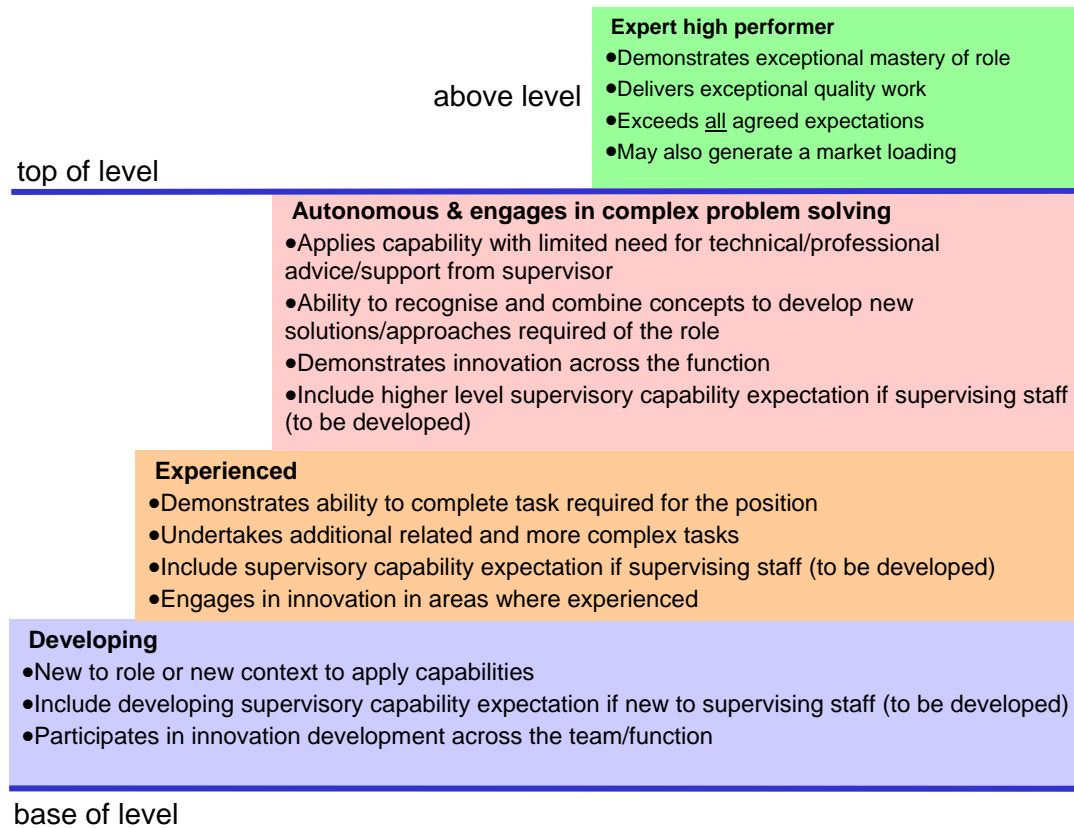 Expert high performer
•Demonstrates exceptional mastery of role
above level
•Delivers exceptional quality work
•Exceeds all agreed expectations
•May also generate a market loading
top of level
Autonomous & engages in complex problem solving
•Applies capability with limited need for technical/professional
advice/support from supervisor
•Ability to recognise and combine concepts to develop new
solutions/approaches required of the role
•Demonstrates innovation across the function
•Include higher level supervisory capability expectation if supervising staff
(to be developed)
Experienced
•Demonstrates ability to complete task required for the position
•Undertakes additional related and more complex tasks
•Include supervisory capability expectation if supervising staff (to be developed)
•Engages in innovation in areas where experienced
Developing
•New to role or new context to apply capabilities
•Include developing supervisory capability expectation if new to supervising staff (to be developed)
•Participates in innovation development across the team/function
base of level